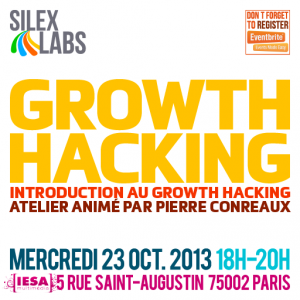 SILEX
LABS
DON'T FORGET
TO REGISTER
Eventbrite
GROWTH
HACKING
INTRODUCTION AU GROWTH HACKING
ATELIER ANIMÉ PAR PIERRE CONREAUX
MERCREDI 23 OCT. 2013 18H-20H
IESA
multimédia
5 RUE SAINT-AUGUSTIN 75002 PARIS